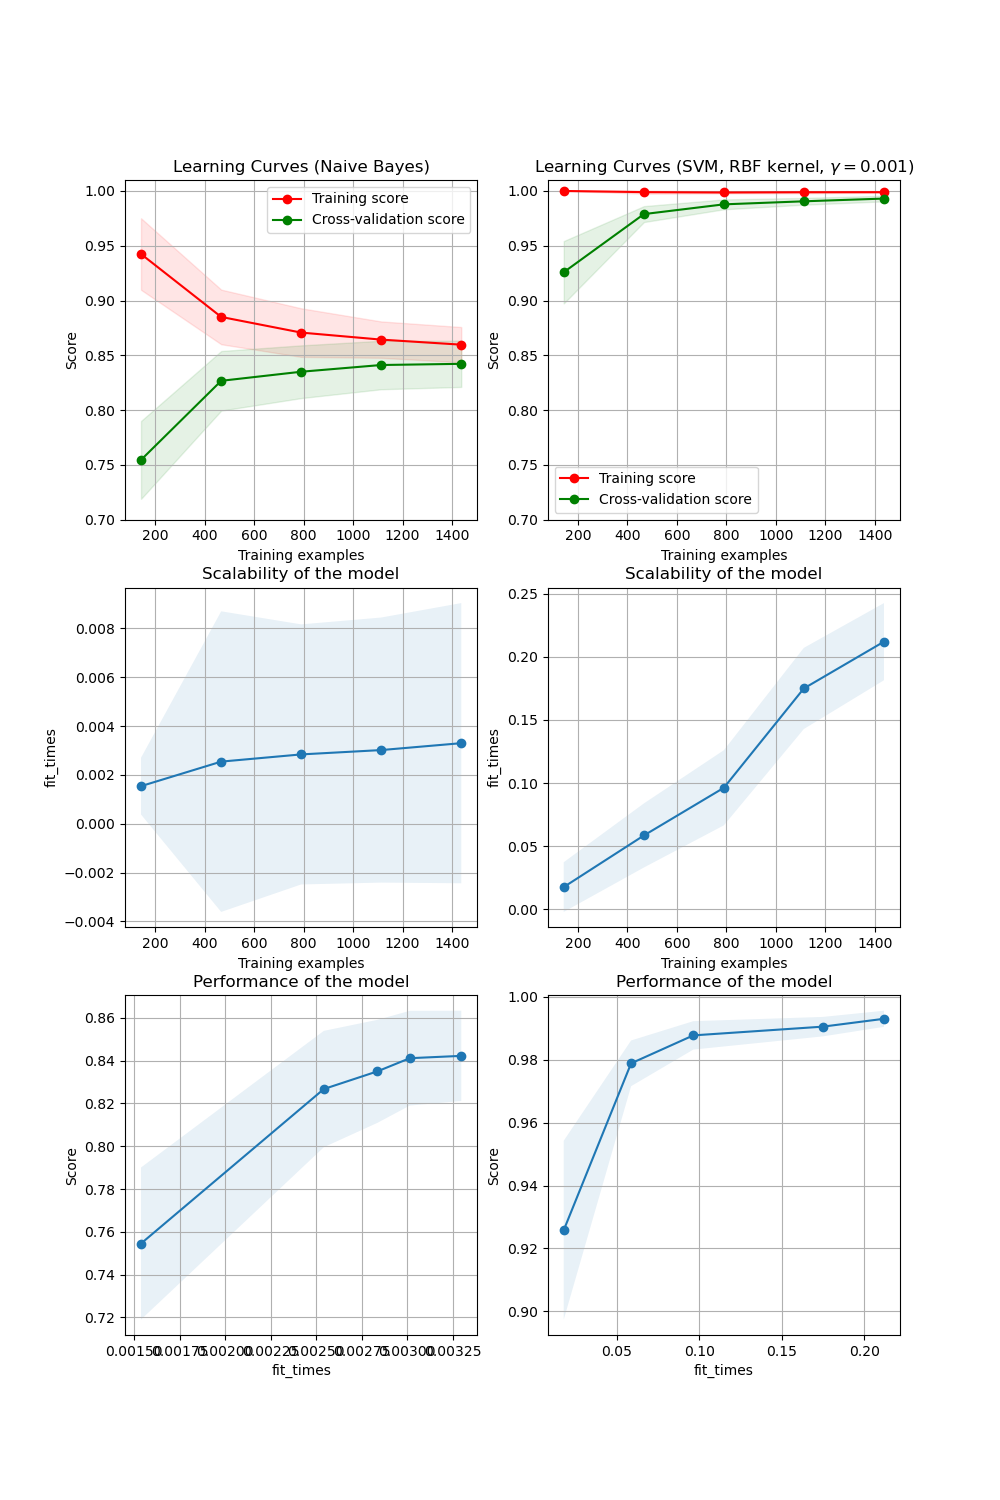 Learning Curves (Naive Bayes)
1.00
0.95
0.90
0.85
0.80
0.75
0.70
Score
Training score
Cross-validation score
200 400 600 800 1000 1200 1400
Training examples
Learning Curves (SVM, RBF kernel, γ = 0.001)
1.00
0.95
0.90
0.85
0.80
0.75
0.70
Score
Training score
Cross-validation score
200 400 600 800 1000 1200 1400
Training examples
Scalability of the model
0.008
0.006
0.004
0.002
0.000
−0.002
−0.004
fit_times
200 400 600 800 1000 1200 1400
Training examples
Scalability of the model
0.25
0.20
0.15
0.10
0.05
0.00
fit_times
200 400 600 800 1000 1200 1400
Training examples
Performance of the model
0.86
0.84
0.82
0.80
0.78
0.76
0.74
0.72
Score
0.00150 0.00175 0.00200 0.00225 0.00250 0.00275 0.00300 0.00325
fit_times
Performance of the model
1.00
0.98
0.96
0.94
0.92
0.90
Score
0.05 0.10 0.15 0.20
fit_times